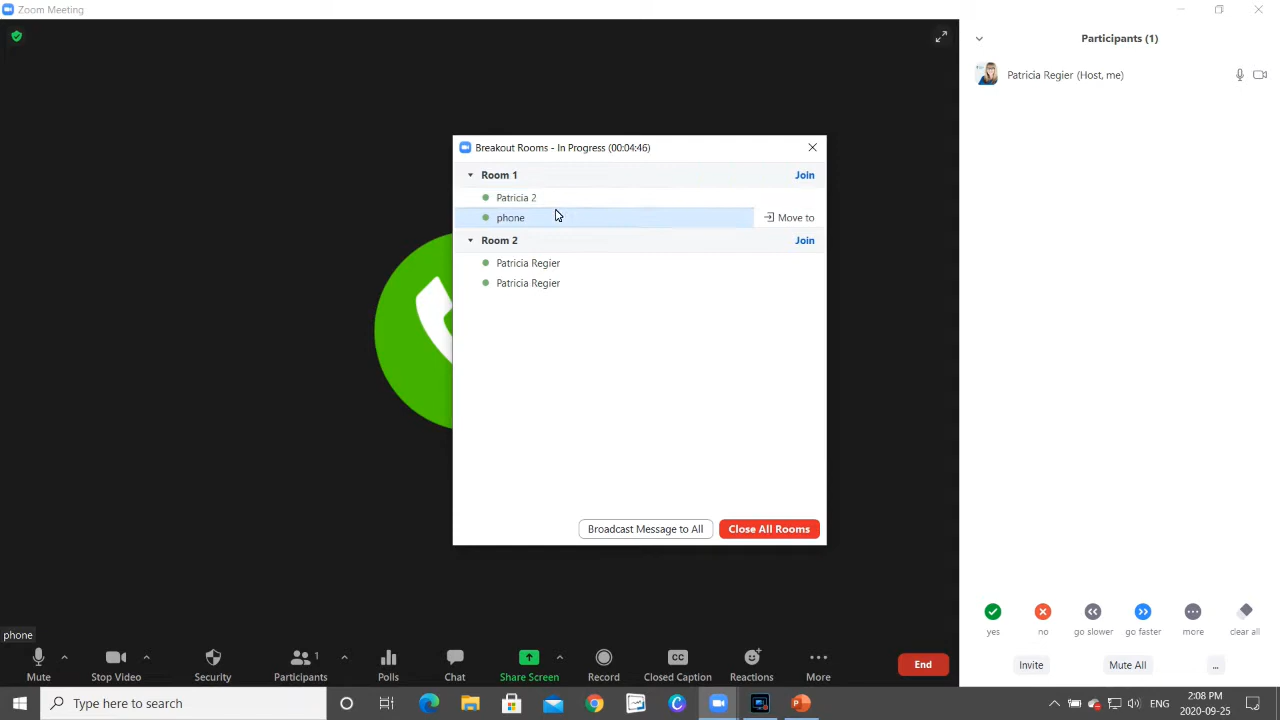 Zoom Meeting
Participants (1)
Patricia Regier (Host, me)
Breakout Rooms - In Progress (00:04:46)
Room 1
Join
Patricia 2
phone
Move to
Room 2
Join
Patricia Regier
Patricia Regier
Broadcast Message to All
Close All Rooms
yes
no
go slower
go faster
more
clear all
phone
Mute
Stop Video
Security
1
Participants
Polls
Chat
Share Screen
Record
CC
Closed Caption
Reactions
More
End
Invite
Mute All
...
Type here to search
ENG
2:08 PM
2020-09-25